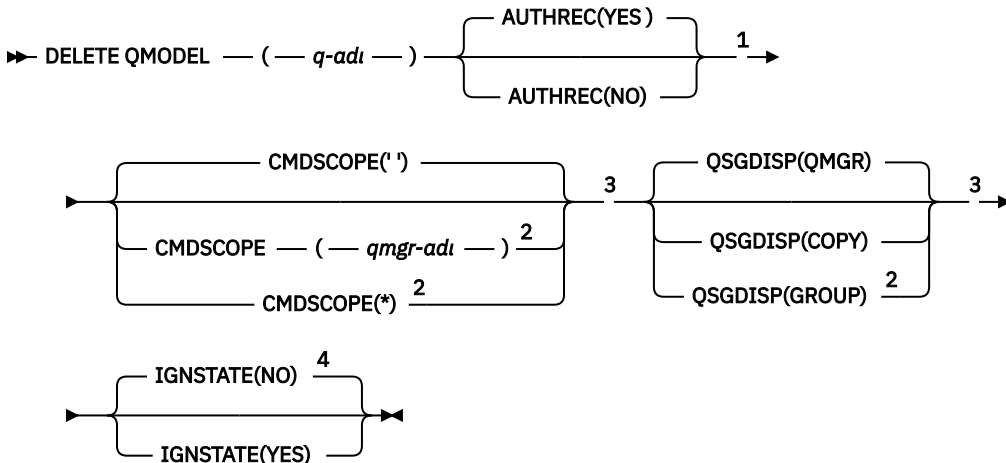 AUTHREC(YES )
DELETE QMODEL ( q-adı )
1
AUTHREC(NO)
CMDSCOPE(' ')
QSGDISP(QMGR)
3
3
CMDSCOPE ( qmgr-adı ) 2
QSGDISP(COPY)
CMDSCOPE(*) 2
QSGDISP(GROUP) 2
IGNSTATE(NO) 4
IGNSTATE(YES)